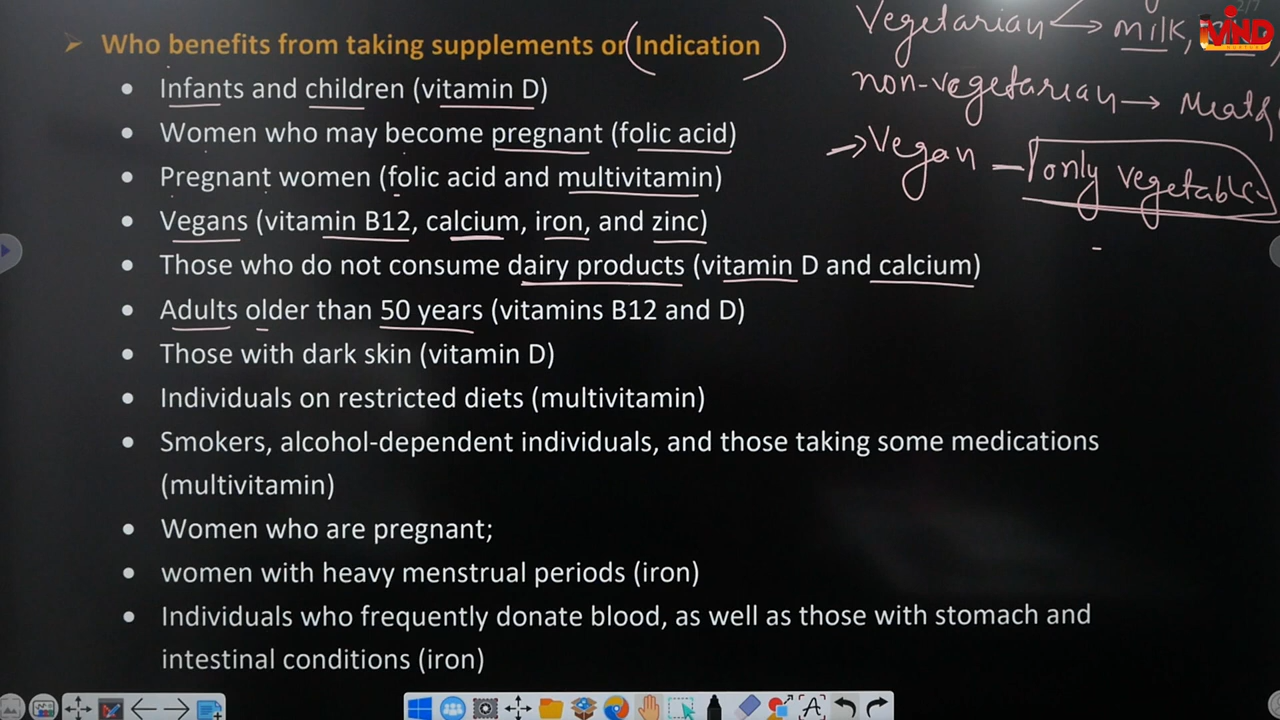 Vegetarian → milk,
iVIND
➤ Who benefits from taking supplements or (Indication)
non-vegetarian → Meat
• Infants and children (vitamin D)
• Women who may become pregnant (folic acid)
→ Vegan – only vegetable
• Pregnant women (folic acid and multivitamin)
• Vegans (vitamin B12, calcium, iron, and zinc)
• Those who do not consume dairy products (vitamin D and calcium)
• Adults older than 50 years (vitamins B12 and D)
• Those with dark skin (vitamin D)
• Individuals on restricted diets (multivitamin)
• Smokers, alcohol-dependent individuals, and those taking some medications
(multivitamin)
• Women who are pregnant;
• women with heavy menstrual periods (iron)
• Individuals who frequently donate blood, as well as those with stomach and
intestinal conditions (iron)